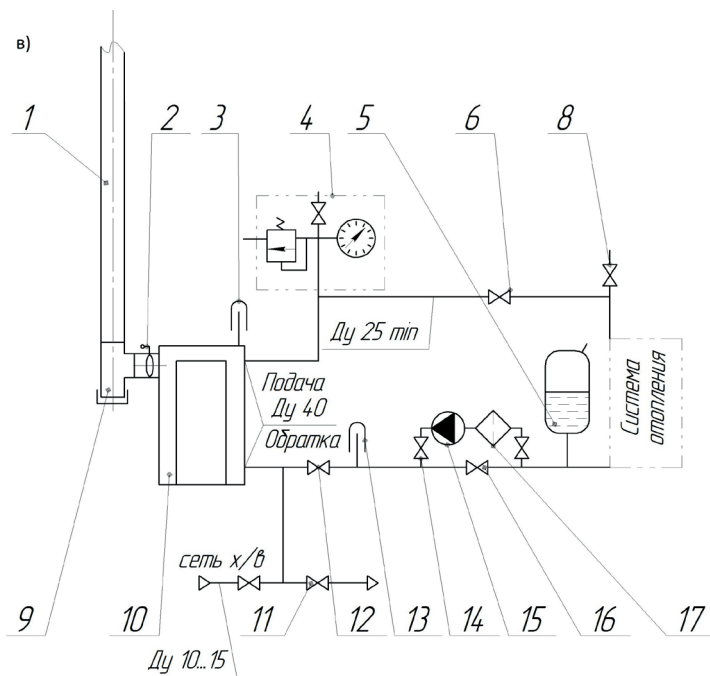 в)
1 2 3 4 5 6 8
Ду 25 min
Подача
Ду 40
Обратка
Система
отопления
сеть х/в
9 10 11 12 13 14 15 16 17
Ду 10...15